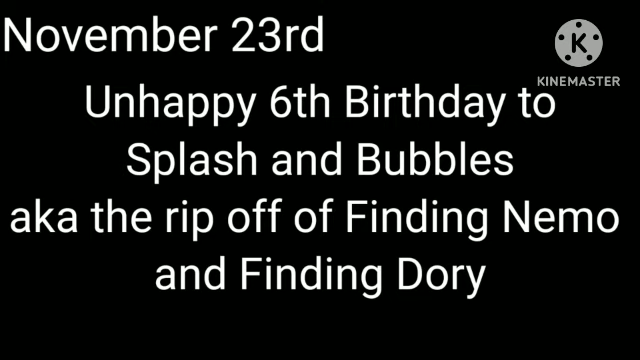 November 23rd
KINEMASTER
Unhappy 6th Birthday to
Splash and Bubbles
aka the rip off of Finding Nemo
and Finding Dory